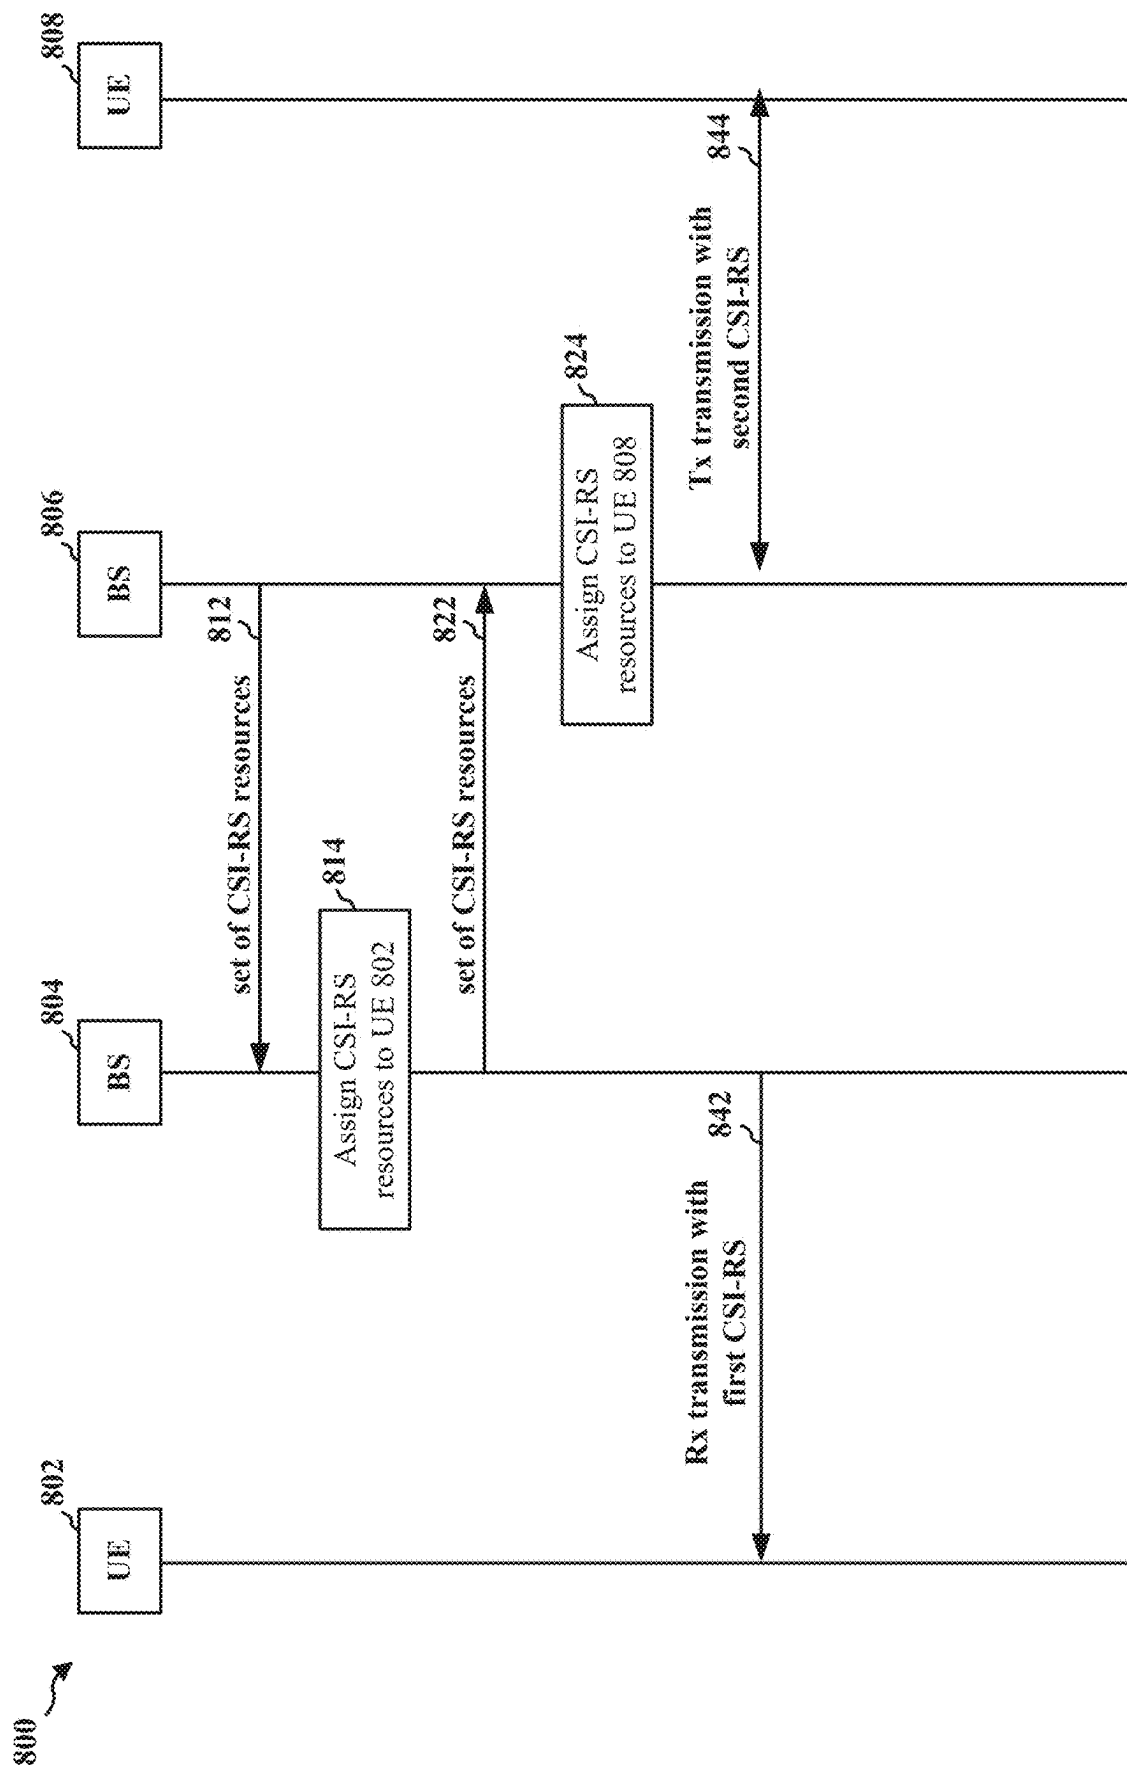 800
802
UE
804
BS
806
BS
808
UE
812
set of CSI-RS resources
814
Assign CSI-RS
resources to UE 802
822
set of CSI-RS resources
824
Assign CSI-RS
resources to UE 808
842
Rx transmission with
first CSI-RS
844
Tx transmission with
second CSI-RS